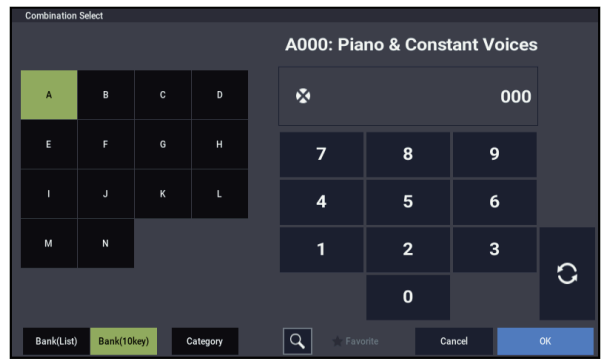 Combination Select
A000: Piano & Constant Voices
A B C D
000
E F G H
7 8 9
I J K L
4 5 6
M N
1 2 3
0
Bank(List) Bank(10key) Category Favorite Cancel OK